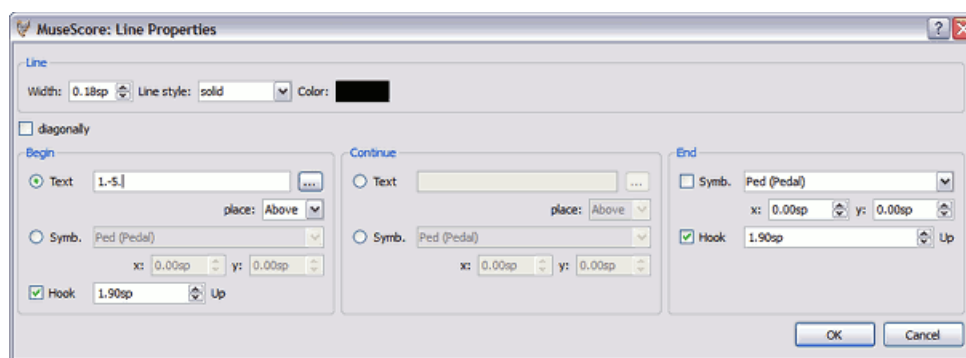 MuseScore: Line Properties
Line
Width: 0.18sp Line style: solid Color:
diagonally
Begin
Text 1.-5.
...
place: Above
Symb. Ped (Pedal)
x: 0.00sp y: 0.00sp
Hook 1.90sp Up
Continue
Text
...
place: Above
Symb. Ped (Pedal)
x: 0.00sp y: 0.00sp
End
Symb. Ped (Pedal)
x: 0.00sp y: 0.00sp
Hook 1.90sp Up
OK Cancel